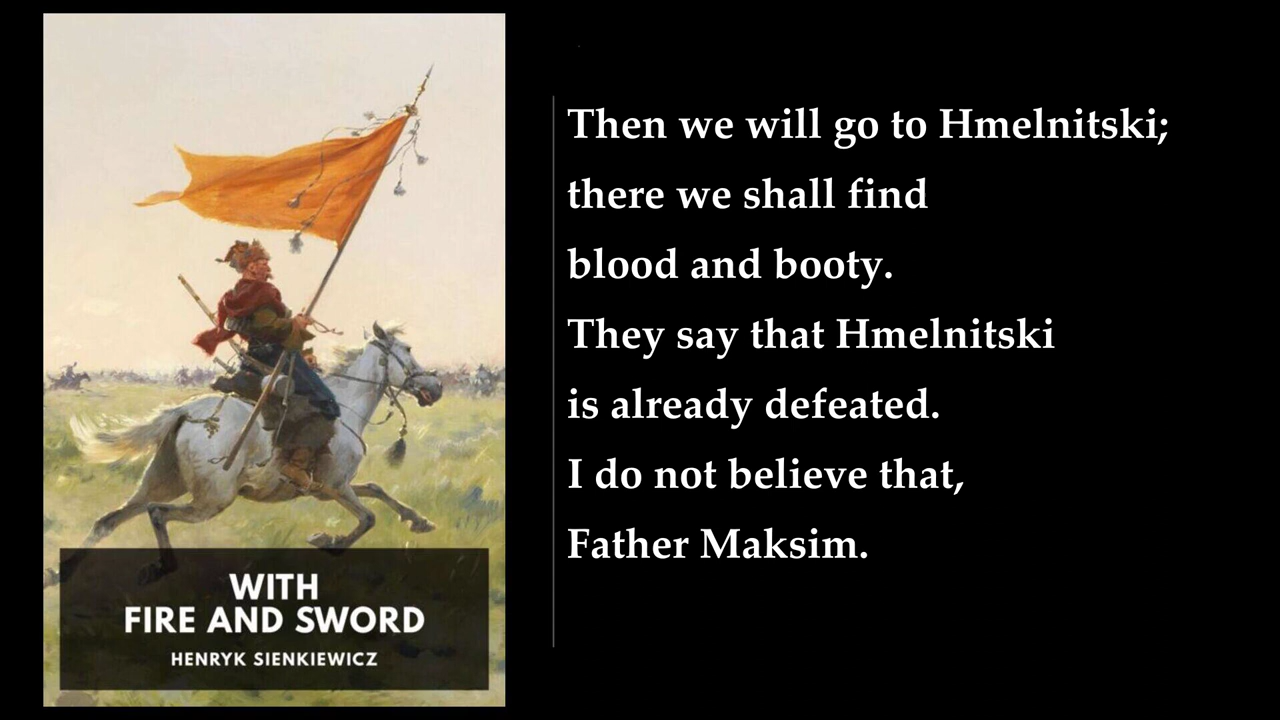 WITH
FIRE AND SWORD
HENRYK SIENKIEWICZ
Then we will go to Hmelnitski;
there we shall find
blood and booty.
They say that Hmelnitski
is already defeated.
I do not believe that,
Father Maksim.